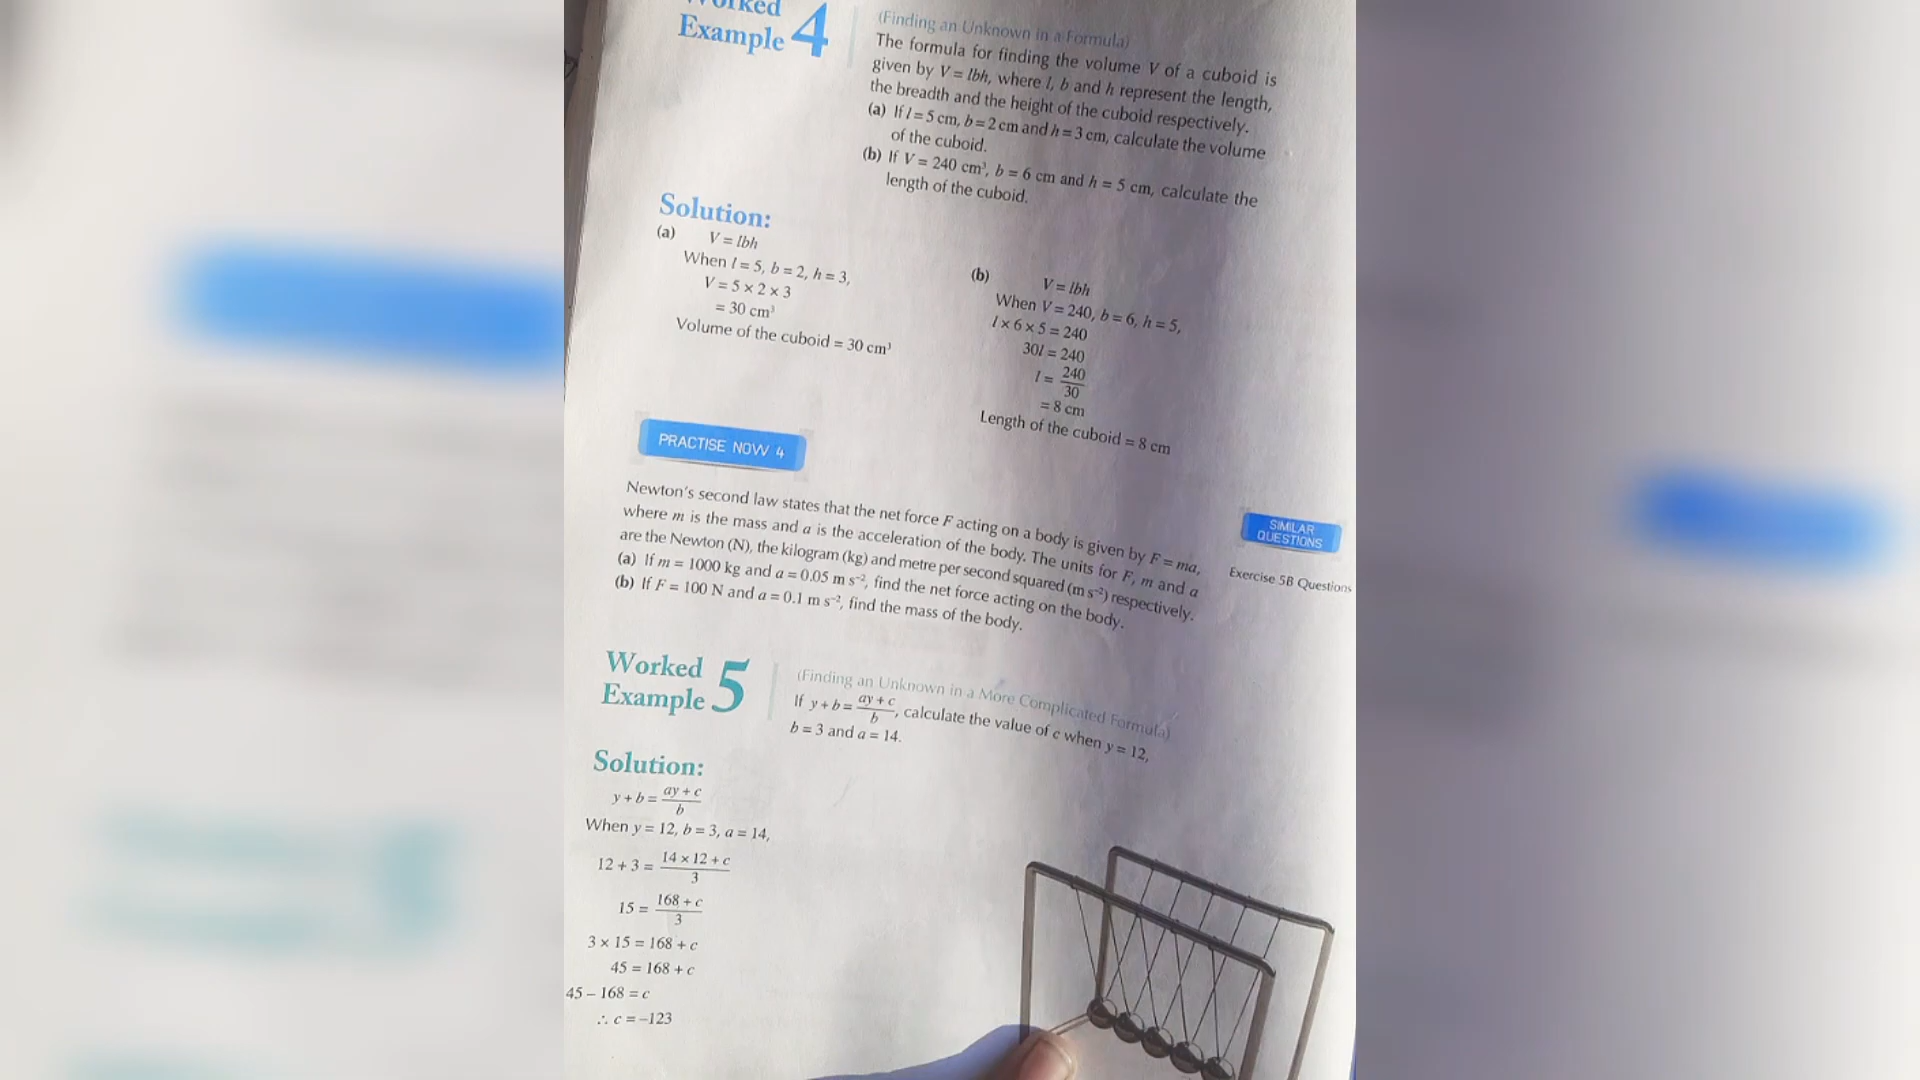 Worked
Example 4
(Finding an Unknown in a Formula)
The formula for finding the volume V of a cuboid is
given by V = lbh, where l, b and h represent the length,
the breadth and the height of the cuboid respectively.
(a) If l = 5 cm, b = 2 cm and h = 3 cm, calculate the volume
of the cuboid.
(b) If V = 240 cm³, b = 6 cm and h = 5 cm, calculate the
length of the cuboid.
Solution:
(a) V = lbh
When l = 5, b = 2, h = 3,
V = 5 × 2 × 3
= 30 cm³
Volume of the cuboid = 30 cm³
(b) V = lbh
When V = 240, b = 6, h = 5,
l × 6 × 5 = 240
30l = 240
l = 240/30
= 8 cm
Length of the cuboid = 8 cm
PRACTISE NOW 4
Newton's second law states that the net force F acting on a body is given by F = ma,
where m is the mass and a is the acceleration of the body. The units for F, m and a
are the Newton (N), the kilogram (kg) and metre per second squared (m s⁻²) respectively.
(a) If m = 1000 kg and a = 0.05 m s⁻², find the net force acting on the body.
(b) If F = 100 N and a = 0.1 m s⁻², find the mass of the body.
SIMILAR
QUESTIONS
Exercise 5B Questions
Worked
Example 5
(Finding an Unknown in a More Complicated Formula)
If y + b = (ay + c)/b, calculate the value of c when y = 12,
b = 3 and a = 14.
Solution:
y + b = (ay + c)/b
When y = 12, b = 3, a = 14,
12 + 3 = (14 × 12 + c)/3
15 = (168 + c)/3
3 × 15 = 168 + c
45 = 168 + c
45 – 168 = c
∴ c = –123